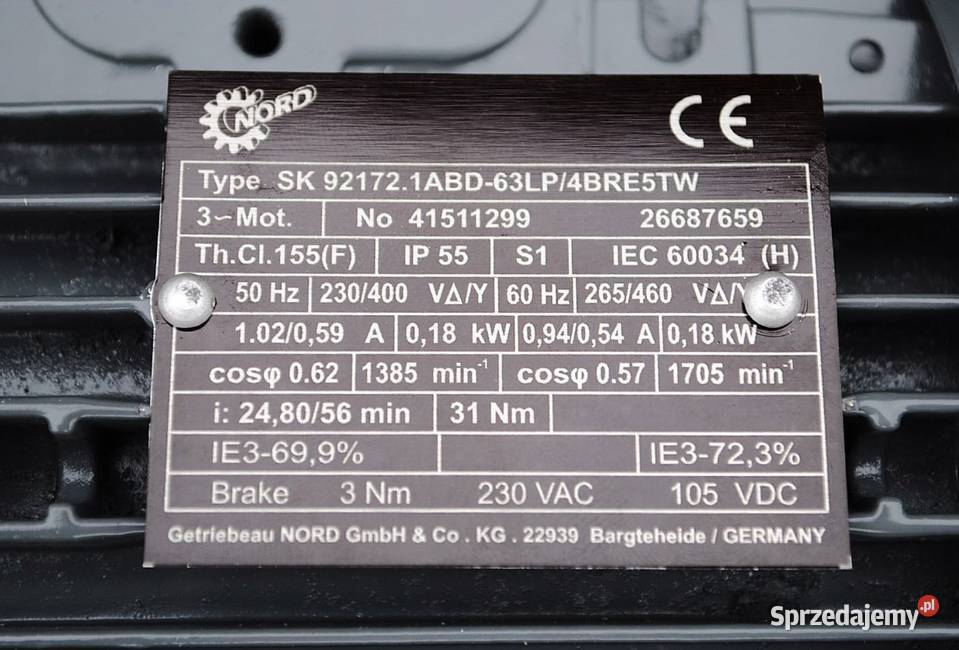 NORD
CE
Type SK 92172.1ABD-63LP/4BRE5TW
3~Mot. No 41511299 26687659
Th.Cl.155(F) IP 55 S1 IEC 60034 (H)
50 Hz 230/400 VΔ/Y 60 Hz 265/460 VΔ/Y
1.02/0,59 A 0,18 kW 0,94/0,54 A 0,18 kW
cosφ 0.62 1385 min⁻¹ cosφ 0.57 1705 min⁻¹
i: 24,80/56 min 31 Nm
IE3-69,9% IE3-72,3%
Brake 3 Nm 230 VAC 105 VDC
Getriebeau NORD GmbH & Co . KG . 22939 Bargteheide / GERMANY
Sprzedajemy.pl